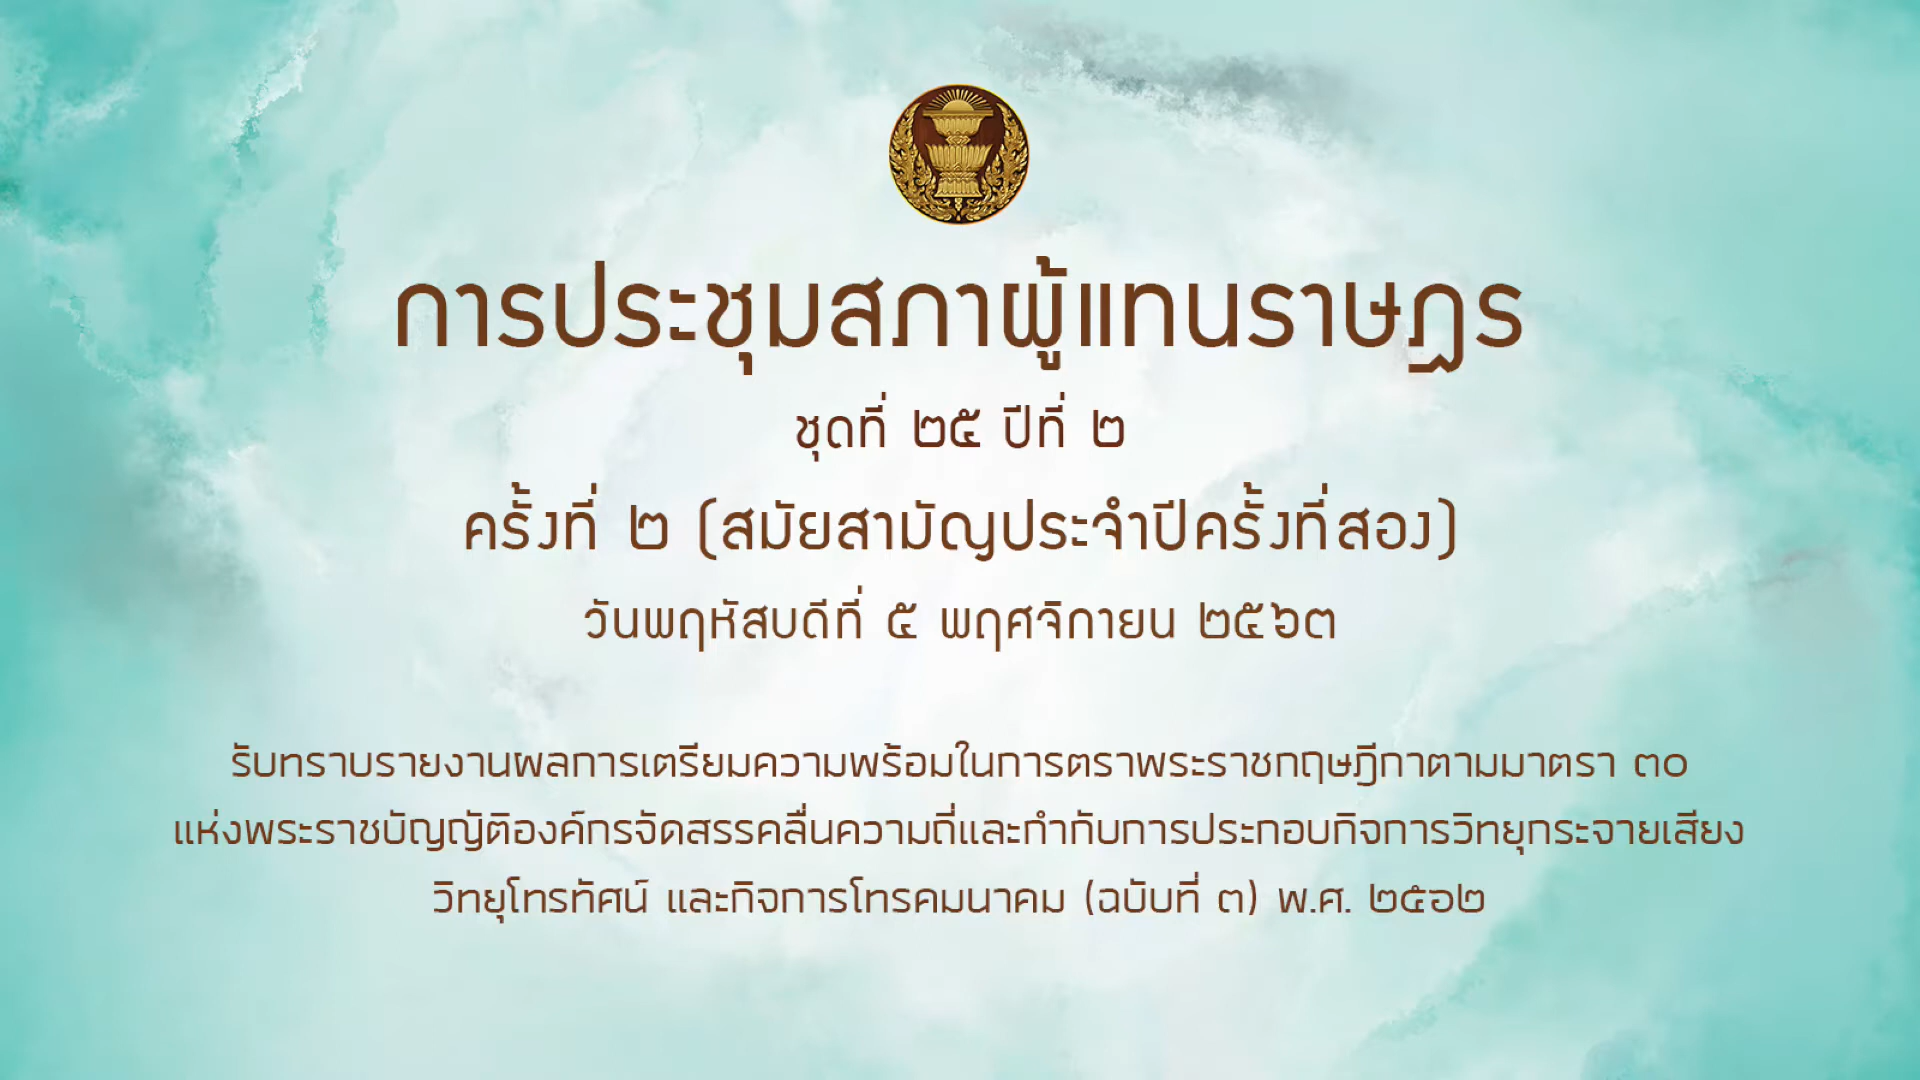 การประชุมสภาผู้แทนราษฎร
ชุดที่ ๒๕ ปีที่ ๒
ครั้งที่ ๒ (สมัยสามัญประจำปีครั้งที่สอง)
วันพฤหัสบดีที่ ๕ พฤศจิกายน ๒๕๖๓
รับทราบรายงานผลการเตรียมความพร้อมในการตราพระราชกฤษฎีกาตามมาตรา ๓๐
แห่งพระราชบัญญัติองค์กรจัดสรรคลื่นความถี่และกำกับการประกอบกิจการวิทยุกระจายเสียง
วิทยุโทรทัศน์ และกิจการโทรคมนาคม (ฉบับที่ ๓) พ.ศ. ๒๕๖๒